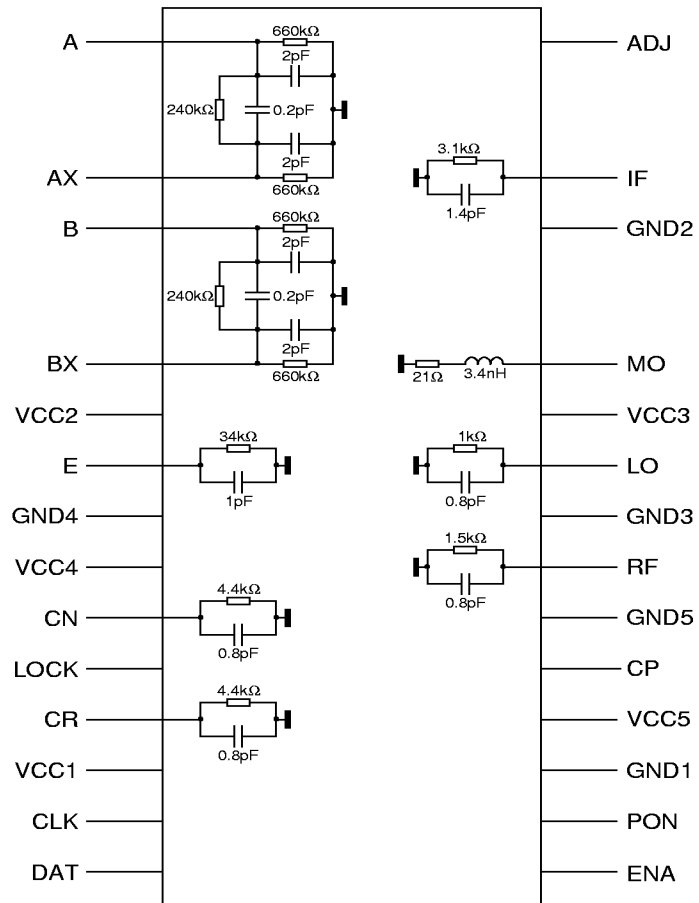 A
660kΩ
2pF
ADJ
240kΩ
0.2pF
2pF
3.1kΩ
AX
660kΩ
IF
1.4pF
B
660kΩ
2pF
GND2
240kΩ
0.2pF
2pF
BX
660kΩ
21Ω
3.4nH
MO
VCC2
VCC3
34kΩ
1kΩ
E
LO
1pF
0.8pF
GND4
GND3
1.5kΩ
VCC4
RF
4.4kΩ
0.8pF
CN
GND5
0.8pF
LOCK
CP
4.4kΩ
CR
VCC5
0.8pF
VCC1
GND1
CLK
PON
DAT
ENA